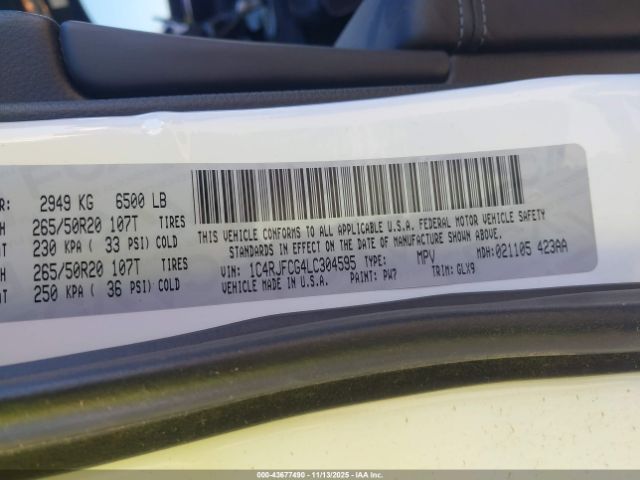 R: 2949 KG 6500 LB
H 265/50R20 107T TIRES
T 230 KPA ( 33 PSI) COLD
H 265/50R20 107T TIRES
T 250 KPA ( 36 PSI) COLD
THIS VEHICLE CONFORMS TO ALL APPLICABLE U.S.A. FEDERAL MOTOR VEHICLE SAFETY
STANDARDS IN EFFECT ON THE DATE OF MANUFACTURE SHOWN ABOVE.
VIN: 1C4RJFCG4LC304595 TYPE: MPV MDH: 021105 423AA
VEHICLE MADE IN U.S.A. PAINT: PW7 TRIM: GLX9
000-43677490 - 11/13/2025 - IAAI.COM